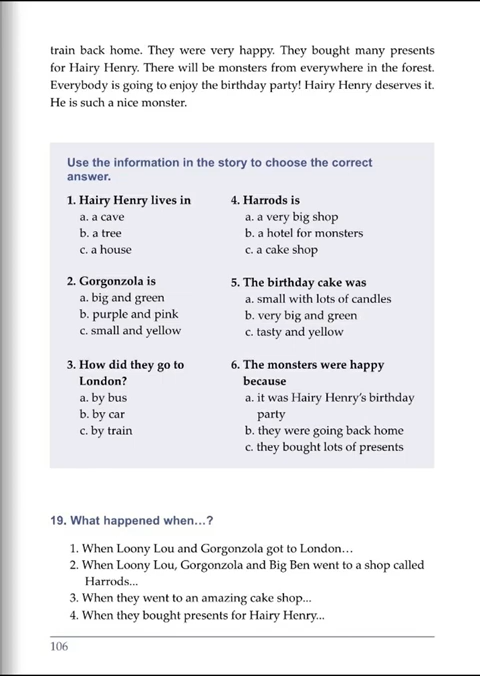 train back home. They were very happy. They bought many presents
for Hairy Henry. There will be monsters from everywhere in the forest.
Everybody is going to enjoy the birthday party! Hairy Henry deserves it.
He is such a nice monster.
Use the information in the story to choose the correct
answer.
1. Hairy Henry lives in
a. a cave
b. a tree
c. a house
2. Gorgonzola is
a. big and green
b. purple and pink
c. small and yellow
3. How did they go to
London?
a. by bus
b. by car
c. by train
4. Harrods is
a. a very big shop
b. a hotel for monsters
c. a cake shop
5. The birthday cake was
a. small with lots of candles
b. very big and green
c. tasty and yellow
6. The monsters were happy
because
a. it was Hairy Henry's birthday
party
b. they were going back home
c. they bought lots of presents
19. What happened when…?
1. When Loony Lou and Gorgonzola got to London…
2. When Loony Lou, Gorgonzola and Big Ben went to a shop called
Harrods...
3. When they went to an amazing cake shop...
4. When they bought presents for Hairy Henry...
106